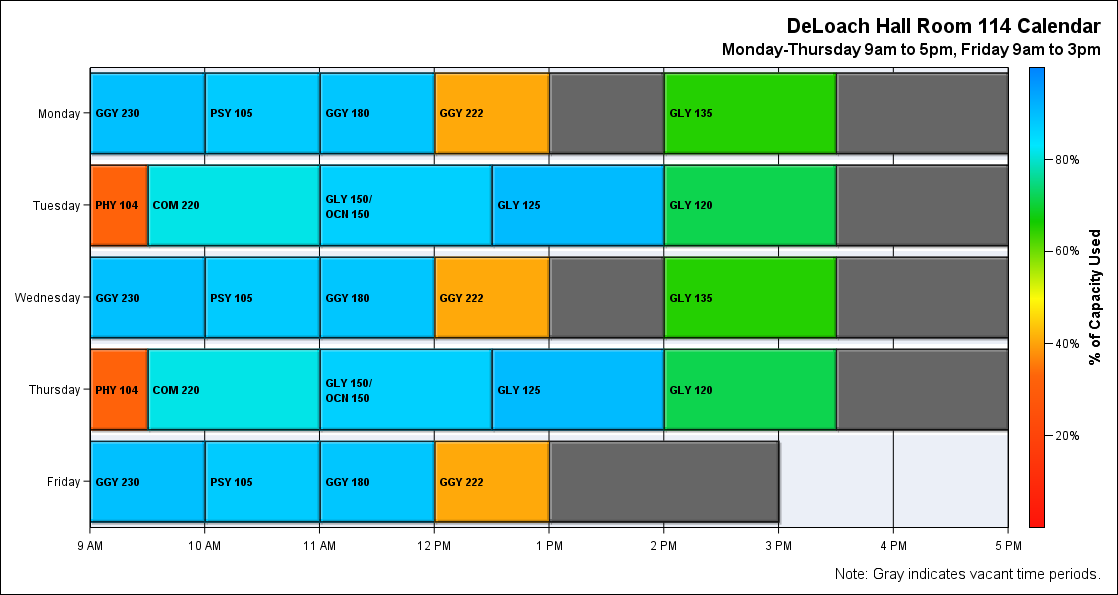 DeLoach Hall Room 114 Calendar
Monday-Thursday 9am to 5pm, Friday 9am to 3pm
Monday
GGY 230
PSY 105
GGY 180
GGY 222
GLY 135
Tuesday
PHY 104
COM 220
GLY 150/
OCN 150
GLY 125
GLY 120
Wednesday
GGY 230
PSY 105
GGY 180
GGY 222
GLY 135
Thursday
PHY 104
COM 220
GLY 150/
OCN 150
GLY 125
GLY 120
Friday
GGY 230
PSY 105
GGY 180
GGY 222
9 AM
10 AM
11 AM
12 PM
1 PM
2 PM
3 PM
4 PM
5 PM
80%
60%
40%
20%
% of Capacity Used
Note: Gray indicates vacant time periods.